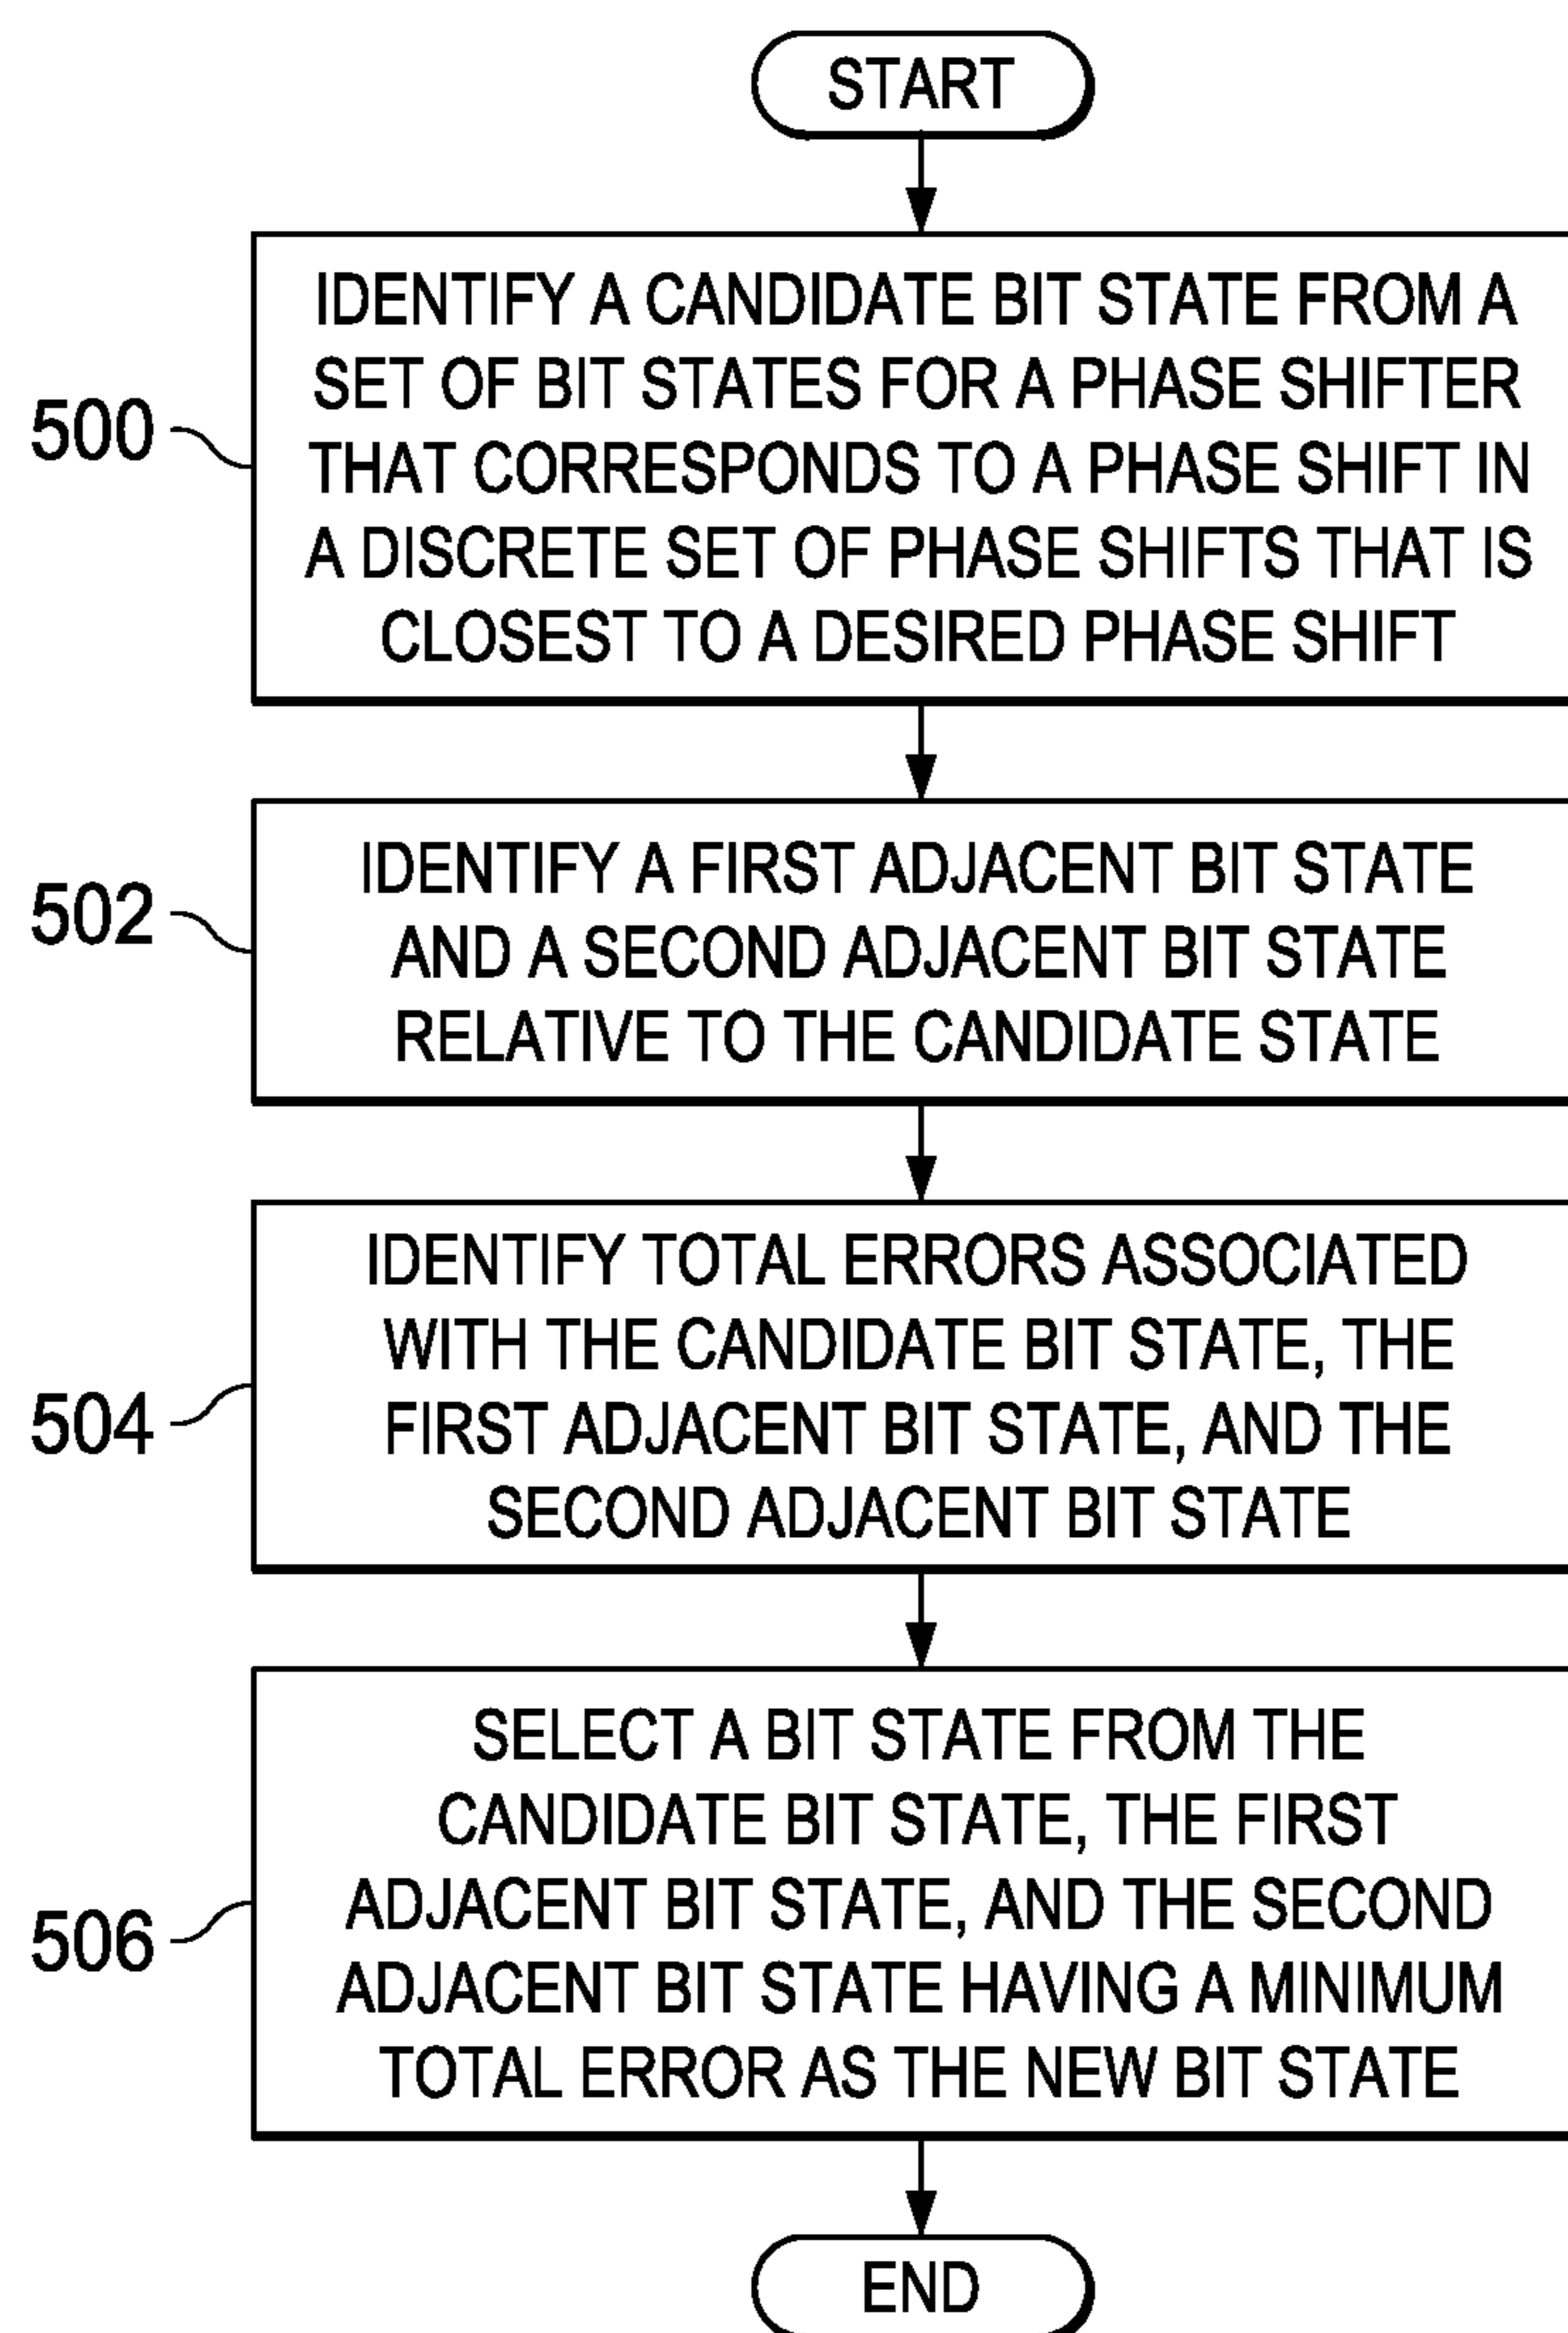 START
500
IDENTIFY A CANDIDATE BIT STATE FROM A
SET OF BIT STATES FOR A PHASE SHIFTER
THAT CORRESPONDS TO A PHASE SHIFT IN
A DISCRETE SET OF PHASE SHIFTS THAT IS
CLOSEST TO A DESIRED PHASE SHIFT
502
IDENTIFY A FIRST ADJACENT BIT STATE
AND A SECOND ADJACENT BIT STATE
RELATIVE TO THE CANDIDATE STATE
504
IDENTIFY TOTAL ERRORS ASSOCIATED
WITH THE CANDIDATE BIT STATE, THE
FIRST ADJACENT BIT STATE, AND THE
SECOND ADJACENT BIT STATE
506
SELECT A BIT STATE FROM THE
CANDIDATE BIT STATE, THE FIRST
ADJACENT BIT STATE, AND THE SECOND
ADJACENT BIT STATE HAVING A MINIMUM
TOTAL ERROR AS THE NEW BIT STATE
END